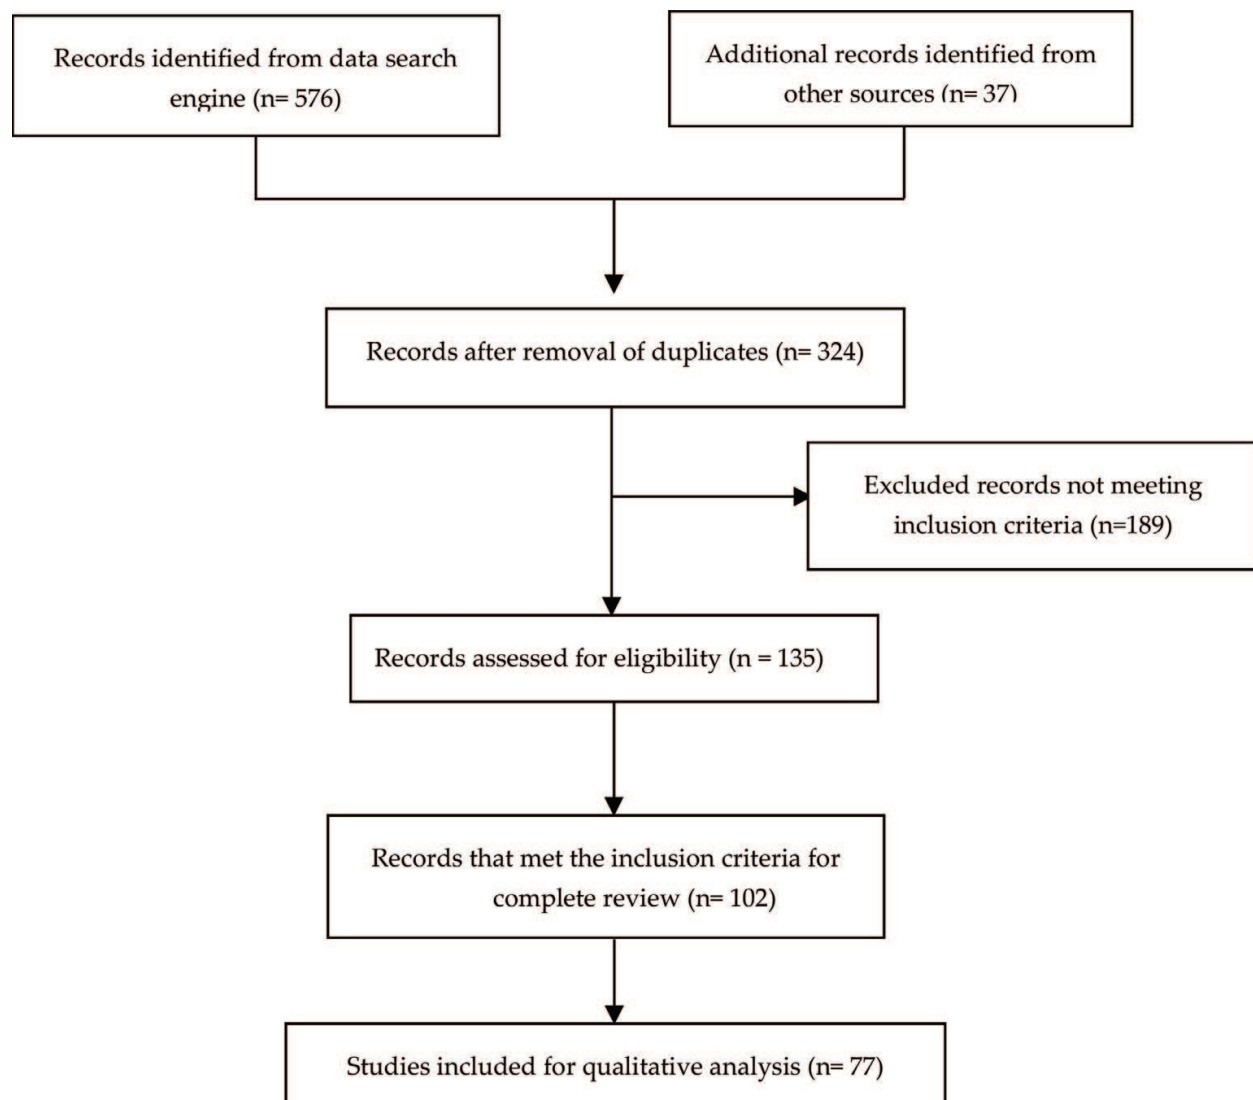 Records identified from data search
engine (n= 576)
Additional records identified from
other sources (n= 37)
Records after removal of duplicates (n= 324)
Excluded records not meeting
inclusion criteria (n=189)
Records assessed for eligibility (n = 135)
Records that met the inclusion criteria for
complete review (n= 102)
Studies included for qualitative analysis (n= 77)